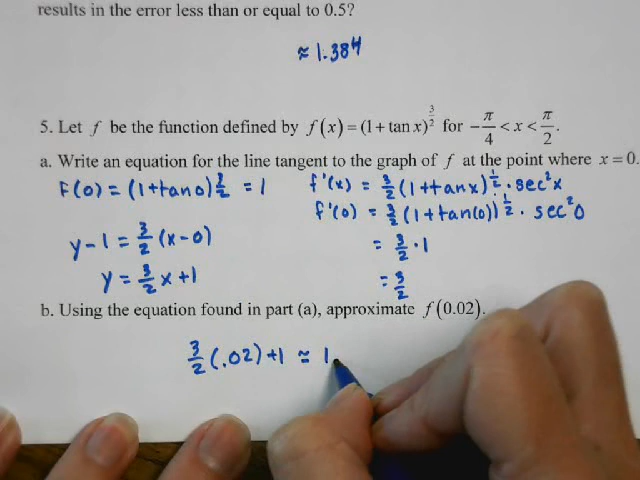 results in the error less than or equal to 0.5?
≈ 1.384
5. Let f be the function defined by f(x) = (1 + tan x)^(3/2) for -π/4 < x < π/2.
a. Write an equation for the line tangent to the graph of f at the point where x = 0.
F(0) = (1+tan0)^(3/2) = 1
f'(x) = 3/2 (1+tanx)^(1/2) · sec²x
f'(0) = 3/2 (1+tan(0))^(1/2) · sec²0
y-1 = 3/2 (x-0)
= 3/2 · 1
y = 3/2 x+1
= 3/2
b. Using the equation found in part (a), approximate f(0.02).
3/2 (.02)+1 ≈ 1.